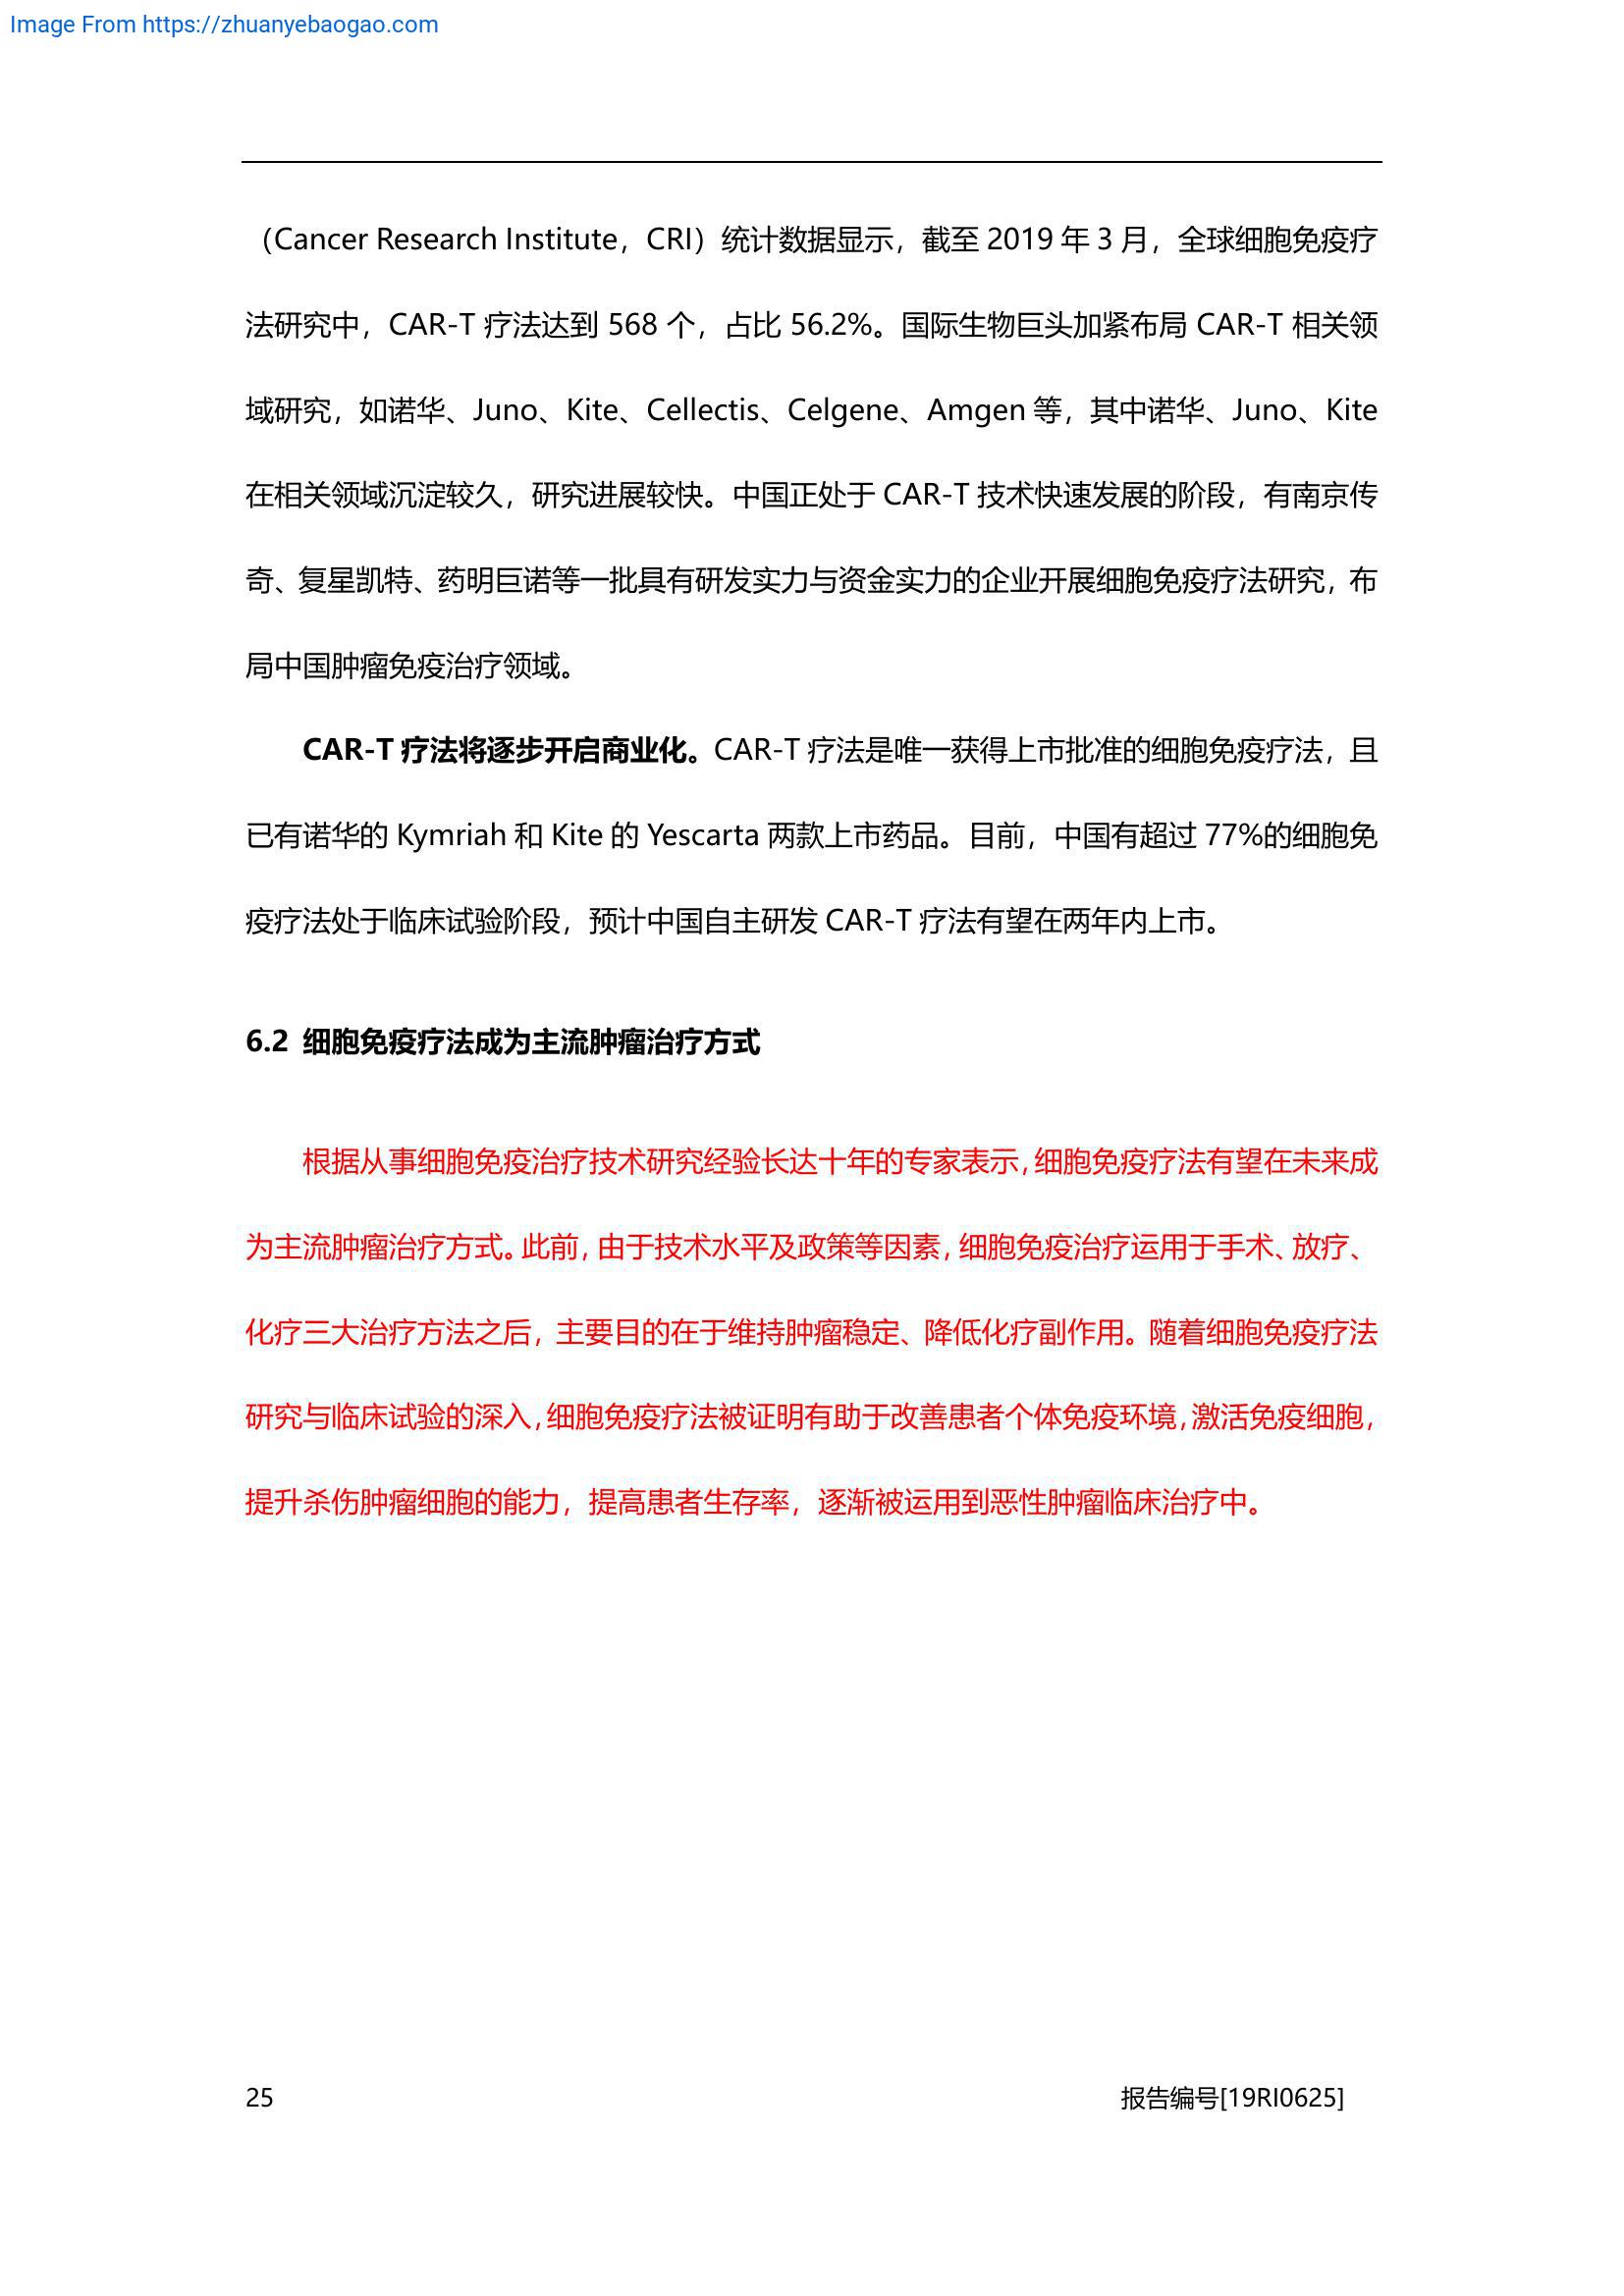 Image From https://zhuanyebaogao.com
（Cancer Research Institute，CRI）统计数据显示，截至 2019 年 3 月，全球细胞免疫疗
法研究中，CAR-T 疗法达到 568 个，占比 56.2%。国际生物巨头加紧布局 CAR-T 相关领
域研究，如诺华、Juno、Kite、Cellectis、Celgene、Amgen 等，其中诺华、Juno、Kite
在相关领域沉淀较久，研究进展较快。中国正处于 CAR-T 技术快速发展的阶段，有南京传
奇、复星凯特、药明巨诺等一批具有研发实力与资金实力的企业开展细胞免疫疗法研究，布
局中国肿瘤免疫治疗领域。
CAR-T 疗法将逐步开启商业化。CAR-T 疗法是唯一获得上市批准的细胞免疫疗法，且
已有诺华的 Kymriah 和 Kite 的 Yescarta 两款上市药品。目前，中国有超过 77%的细胞免
疫疗法处于临床试验阶段，预计中国自主研发 CAR-T 疗法有望在两年内上市。
6.2 细胞免疫疗法成为主流肿瘤治疗方式
根据从事细胞免疫治疗技术研究经验长达十年的专家表示，细胞免疫疗法有望在未来成
为主流肿瘤治疗方式。此前，由于技术水平及政策等因素，细胞免疫治疗运用于手术、放疗、
化疗三大治疗方法之后，主要目的在于维持肿瘤稳定、降低化疗副作用。随着细胞免疫疗法
研究与临床试验的深入，细胞免疫疗法被证明有助于改善患者个体免疫环境，激活免疫细胞，
提升杀伤肿瘤细胞的能力，提高患者生存率，逐渐被运用到恶性肿瘤临床治疗中。
25 报告编号[19RI0625]